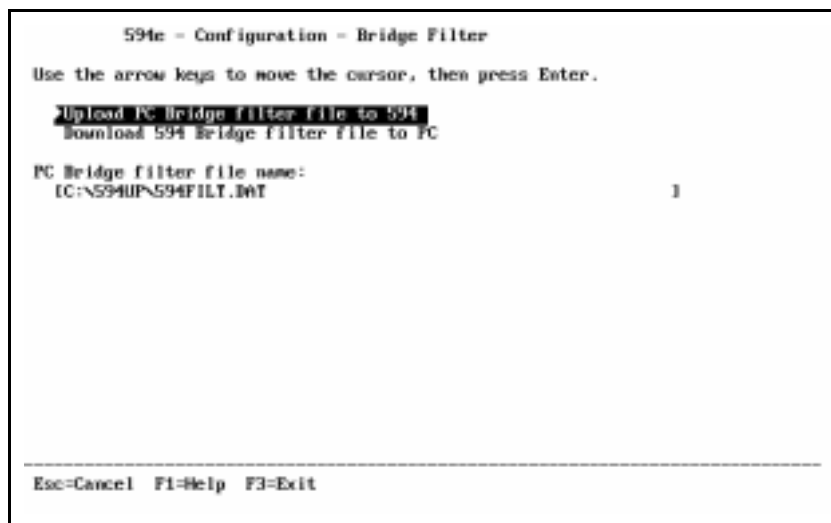 594e - Configuration - Bridge Filter
Use the arrow keys to move the cursor, then press Enter.
>Upload PC Bridge filter file to 594
Download 594 Bridge filter file to PC
PC Bridge filter file name:
[C:\594UP\594FILT.DAT ]
Esc=Cancel F1=Help F3=Exit